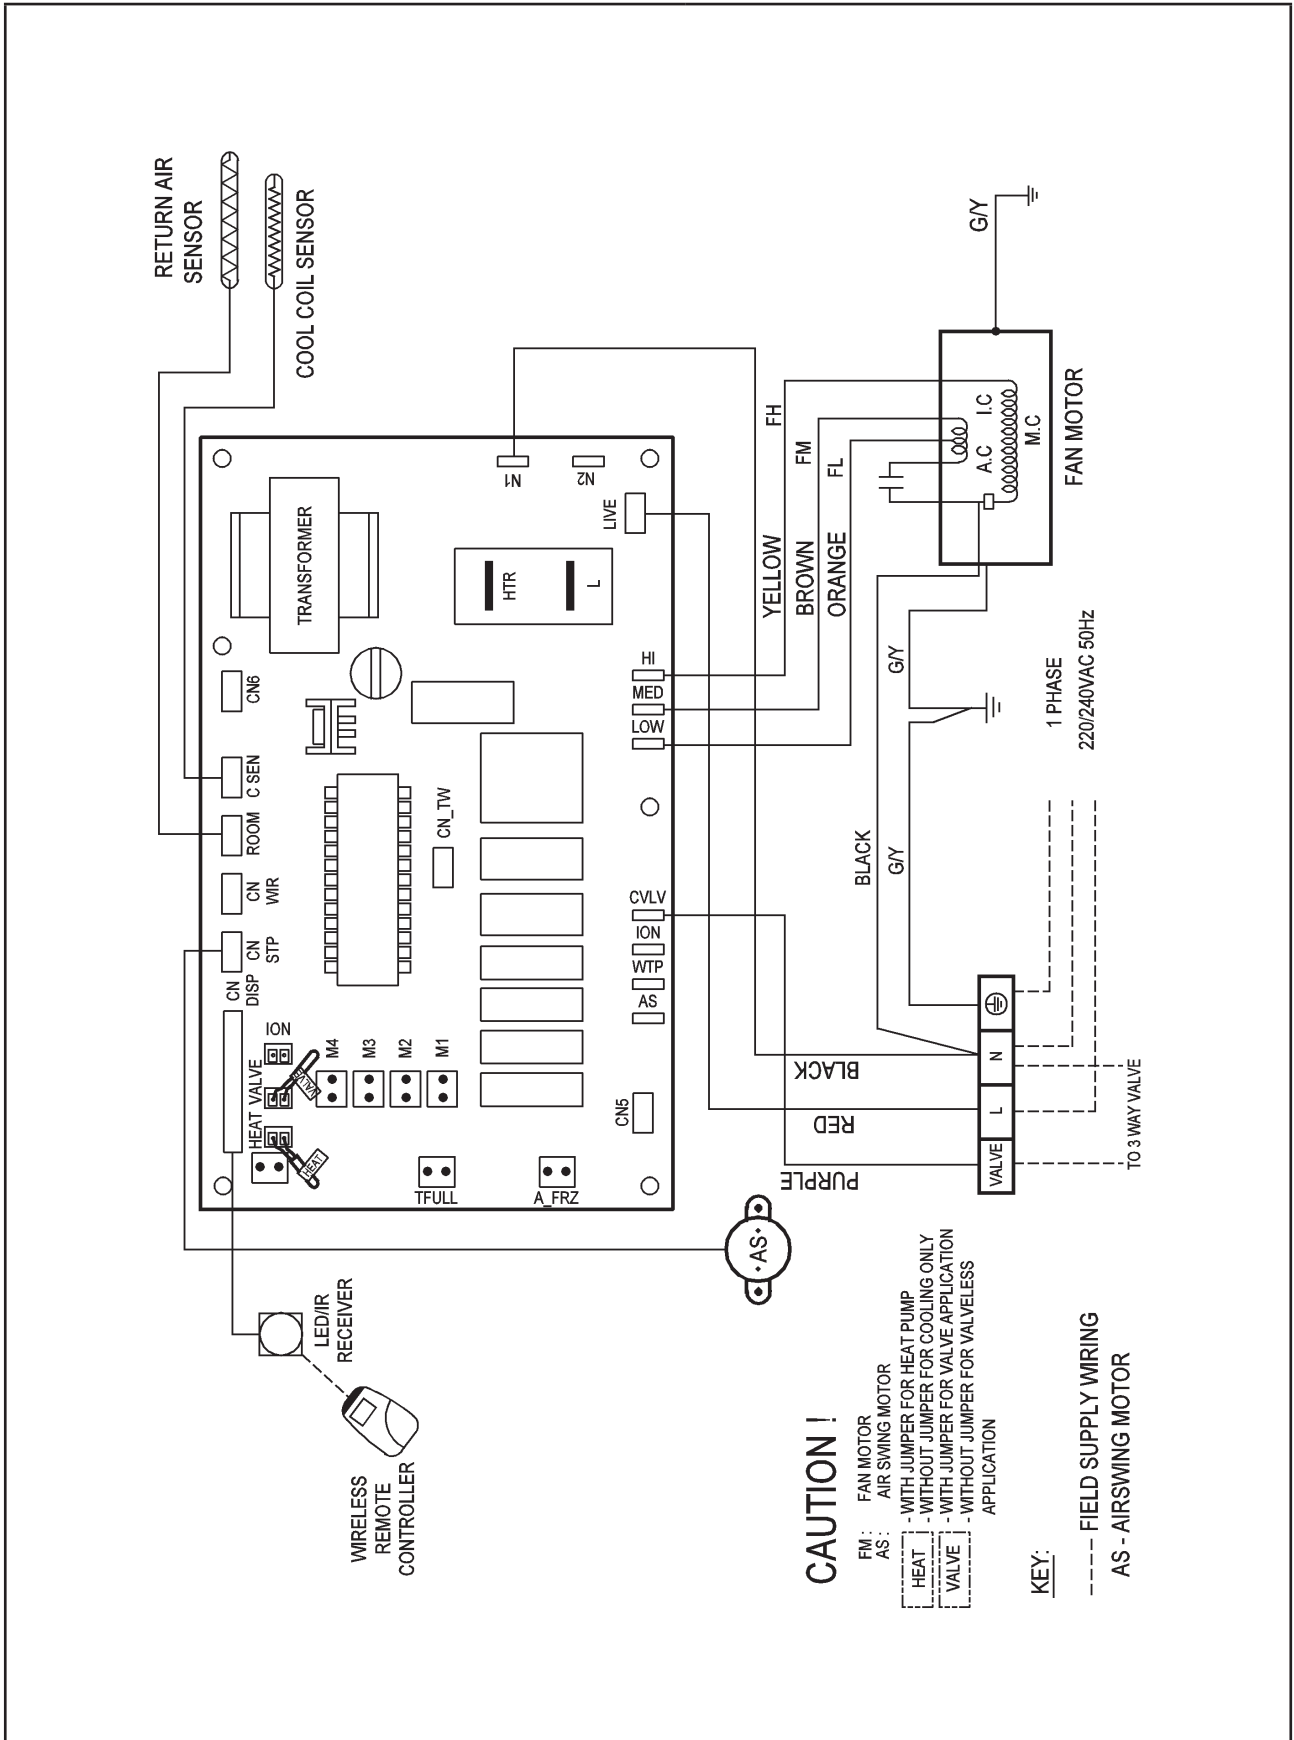 RETURN AIR
SENSOR
COOL COIL SENSOR
G/Y
FAN MOTOR
M.C
A.C
I.C
FH
FM
FL
YELLOW
BROWN
ORANGE
N1
N2
LIVE
TRANSFORMER
HTR
L
HI
MED
LOW
CN6
C SEN
ROOM
CN
WIR
CN
STP
CN
DISP
CN_TW
CVLV
ION
WTP
AS
ION
VALVE
HEAT
VALVE
HEAT
M4
M3
M2
M1
CN5
TFULL
A_FRZ
G/Y
BLACK
G/Y
1 PHASE
220/240VAC 50Hz
BLACK
RED
PURPLE
N
L
VALVE
TO 3 WAY VALVE
AS
LED/IR
RECEIVER
WIRELESS
REMOTE
CONTROLLER
CAUTION !
FM : FAN MOTOR
AS : AIR SWING MOTOR
HEAT - WITH JUMPER FOR HEAT PUMP
- WITHOUT JUMPER FOR COOLING ONLY
VALVE - WITH JUMPER FOR VALVE APPLICATION
- WITHOUT JUMPER FOR VALVELESS
APPLICATION
KEY:
---- FIELD SUPPLY WIRING
AS - AIRSWING MOTOR